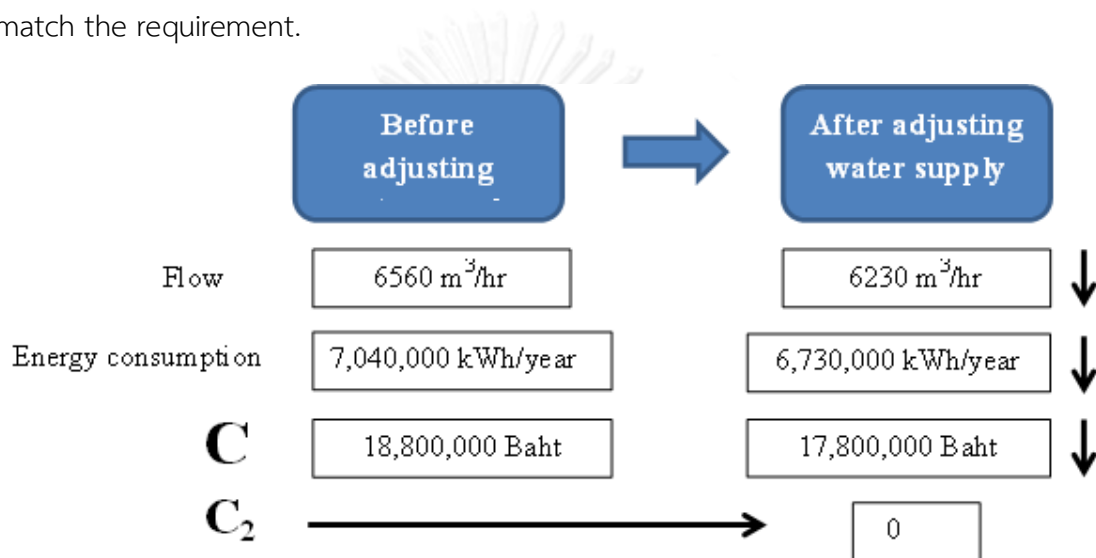 match the requirement.
Before
adjusting
After adjusting
water supply
Flow
6560 m³/hr
6230 m³/hr
Energy consumption
7,040,000 kWh/year
6,730,000 kWh/year
C
18,800,000 Baht
17,800,000 Baht
C₂
0